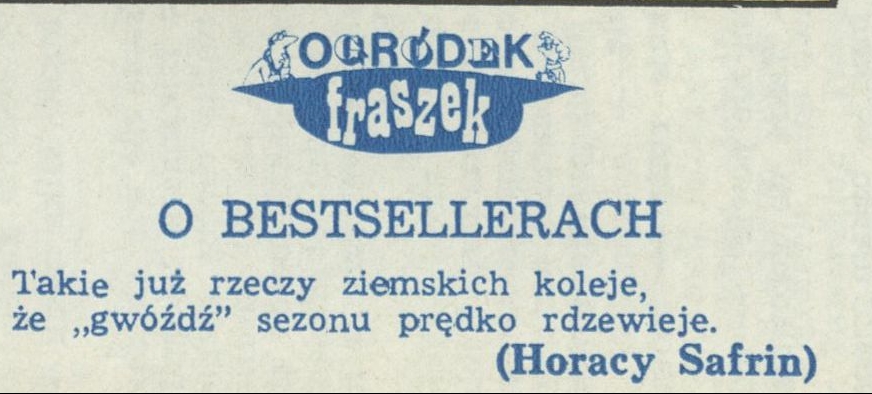 OGRÓDEK
fraszek
O BESTSELLERACH
Takie już rzeczy ziemskich koleje,
że „gwóźdź” sezonu prędko rdzewieje.
(Horacy Safrin)